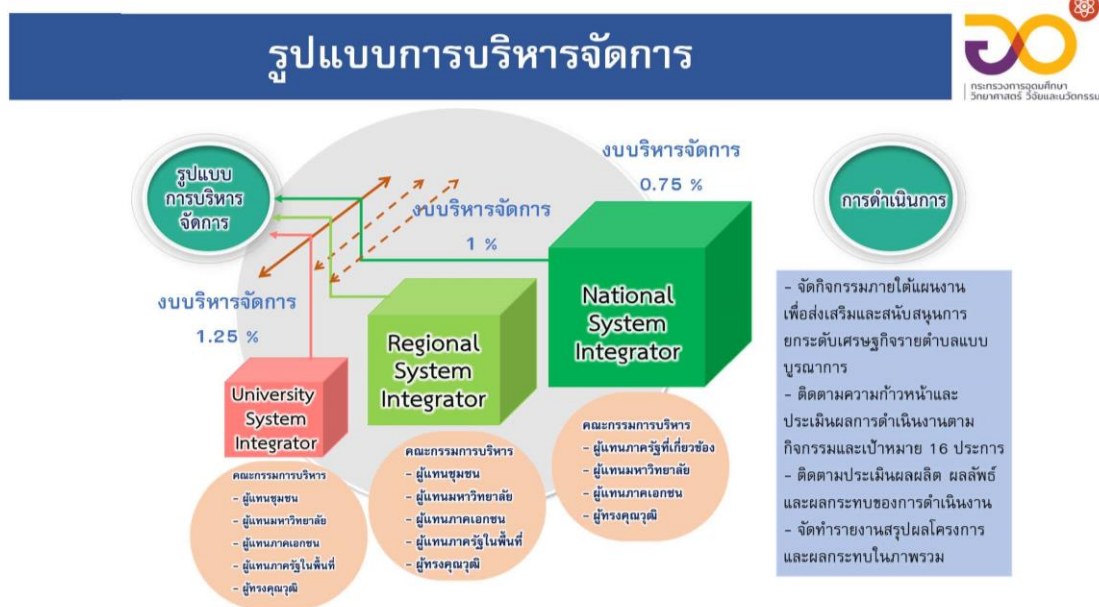 รูปแบบการบริหารจัดการ
กระทรวงการอุดมศึกษา
วิทยาศาสตร์ วิจัยและนวัตกรรม
รูปแบบ
การบริหาร
จัดการ
งบบริหารจัดการ
1.25 %
งบบริหารจัดการ
1 %
งบบริหารจัดการ
0.75 %
University
System
Integrator
Regional
System
Integrator
National
System
Integrator
คณะกรรมการบริหาร
- ผู้แทนชุมชน
- ผู้แทนมหาวิทยาลัย
- ผู้แทนภาคเอกชน
- ผู้แทนภาครัฐในพื้นที่
- ผู้ทรงคุณวุฒิ
คณะกรรมการบริหาร
- ผู้แทนชุมชน
- ผู้แทนมหาวิทยาลัย
- ผู้แทนภาคเอกชน
- ผู้แทนภาครัฐในพื้นที่
- ผู้ทรงคุณวุฒิ
คณะกรรมการบริหาร
- ผู้แทนภาครัฐที่เกี่ยวข้อง
- ผู้แทนมหาวิทยาลัย
- ผู้แทนภาคเอกชน
- ผู้ทรงคุณวุฒิ
การดำเนินการ
- จัดกิจกรรมภายใต้แผนงาน
เพื่อส่งเสริมและสนับสนุนการ
ยกระดับเศรษฐกิจรายตำบลแบบ
บูรณาการ
- ติดตามความก้าวหน้าและ
ประเมินผลการดำเนินงานตาม
กิจกรรมและเป้าหมาย 16 ประการ
- ติดตามประเมินผลผลิต ผลลัพธ์
และผลกระทบของการดำเนินงาน
- จัดทำรายงานสรุปผลโครงการ
และผลกระทบในภาพรวม